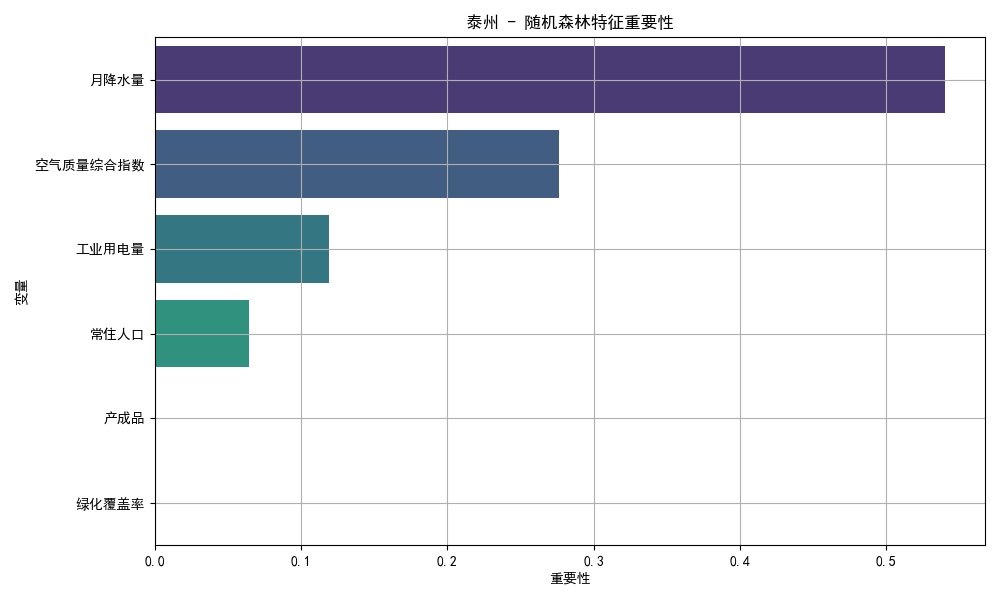 泰州 - 随机森林特征重要性
变量
月降水量
空气质量综合指数
工业用电量
常住人口
产成品
绿化覆盖率
0.0 0.1 0.2 0.3 0.4 0.5
重要性